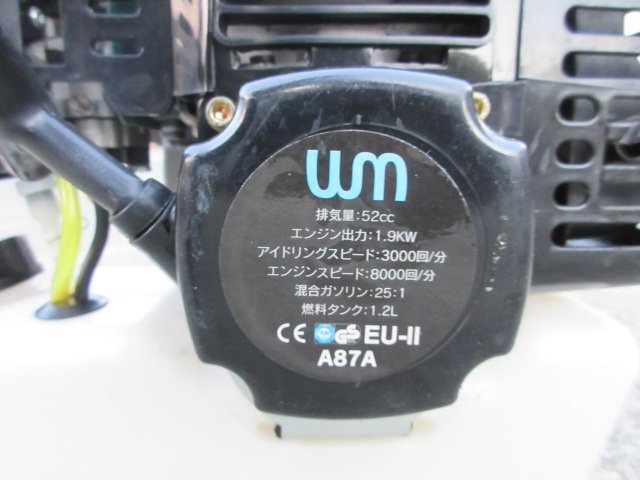 WM
排気量:52cc
エンジン出力:1.9KW
アイドリングスピード:3000回/分
エンジンスピード:8000回/分
混合ガソリン:25:1
燃料タンク:1.2L
CE EU-II
A87A